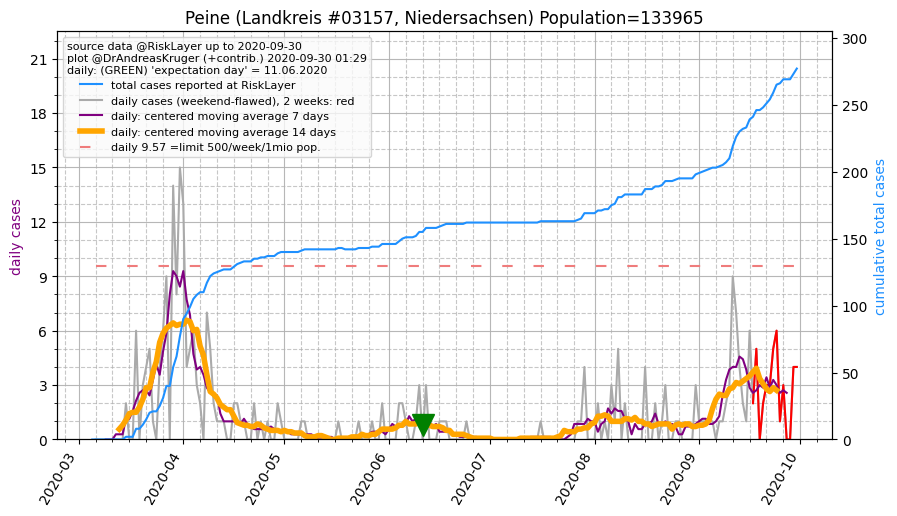 Peine (Landkreis #03157, Niedersachsen) Population=133965
source data @RiskLayer up to 2020-09-30
plot @DrAndreasKruger (+contrib.) 2020-09-30 01:29
daily: (GREEN) 'expectation day' = 11.06.2020
total cases reported at RiskLayer
daily cases (weekend-flawed), 2 weeks: red
daily: centered moving average 7 days
daily: centered moving average 14 days
daily 9.57 =limit 500/week/1mio pop.
daily cases
21
18
15
12
9
6
3
0
cumulative total cases
300
250
200
150
100
50
0
2020-03
2020-04
2020-05
2020-06
2020-07
2020-08
2020-09
2020-10